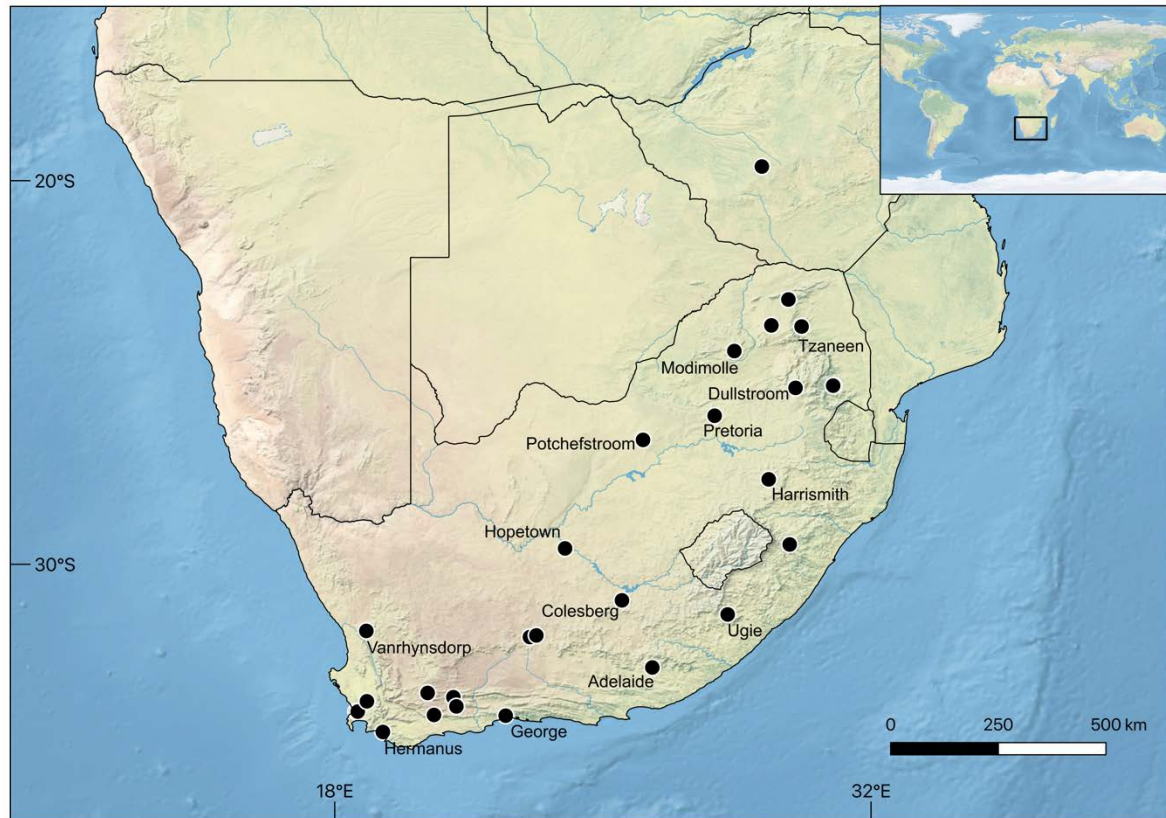 20°S
Tzaneen
Modimolle
Dullstroom
Pretoria
Potchefstroom
Harrismith
Hopetown
30°S
Colesberg
Ugie
Vanrhynsdorp
Adelaide
0 250 500 km
George
Hermanus
18°E 32°E